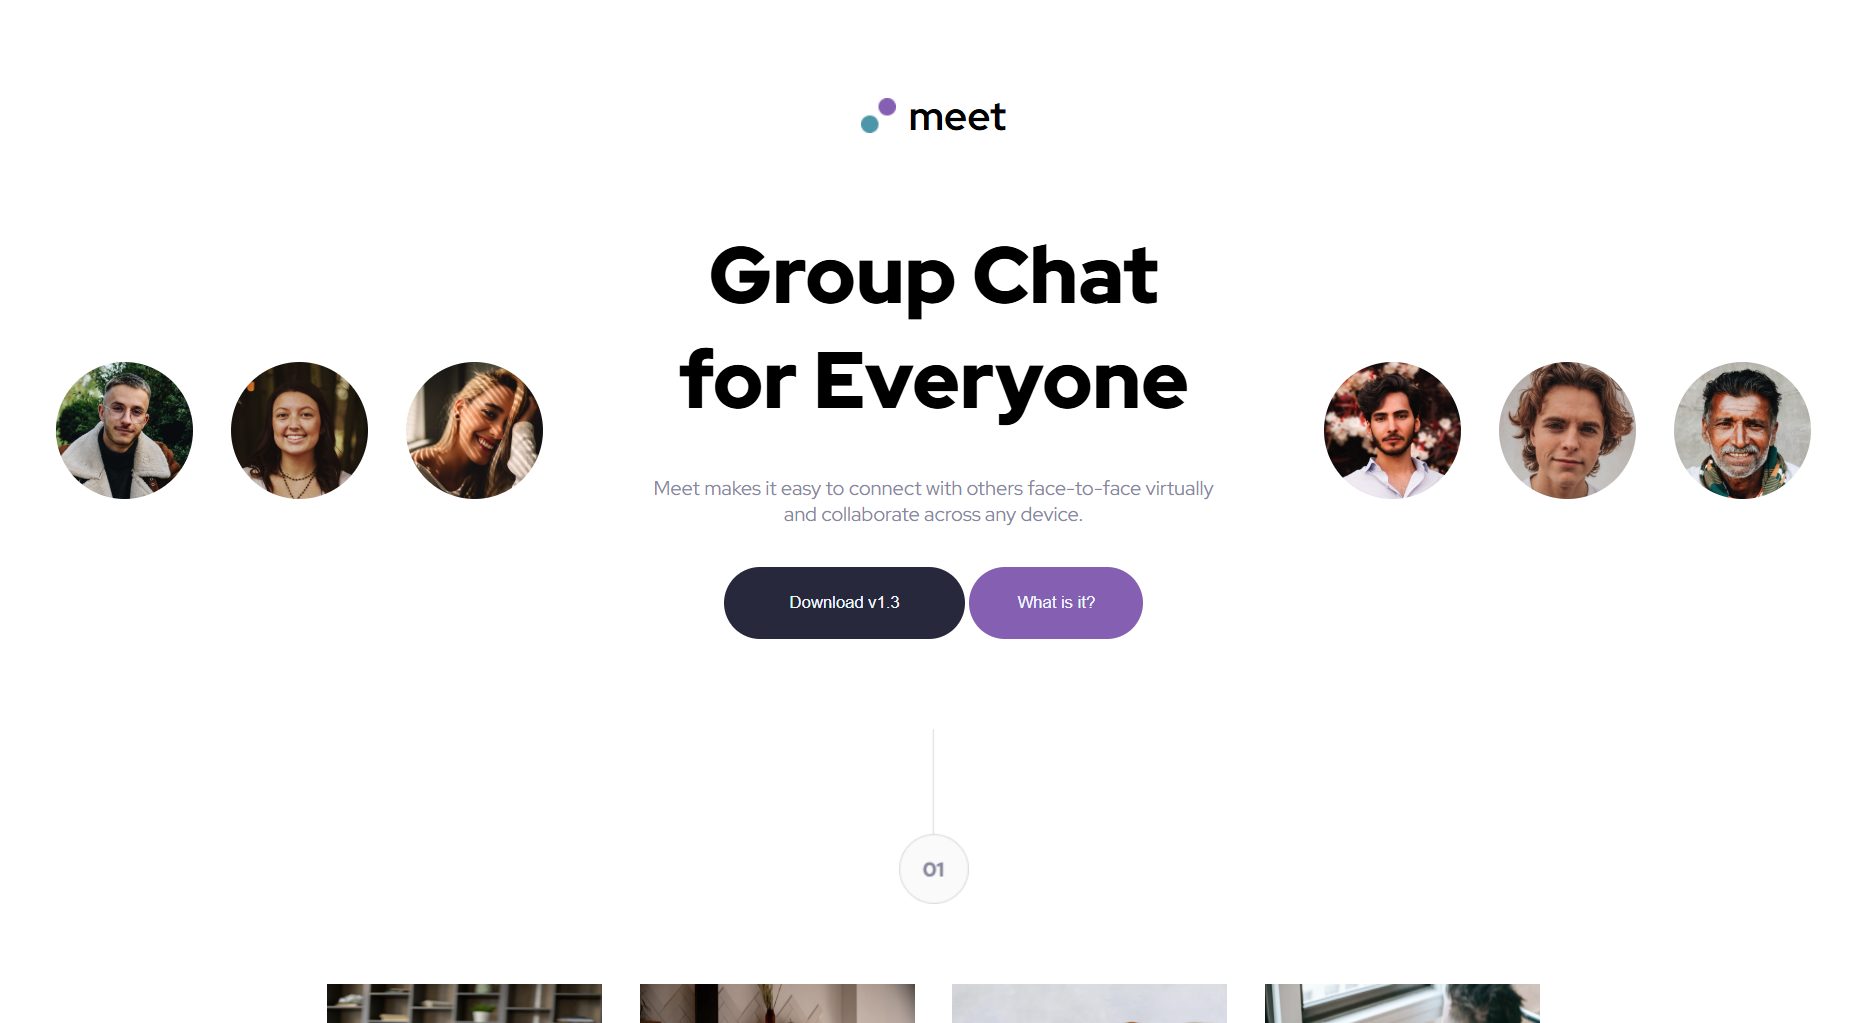 meet
Group Chat
for Everyone
Meet makes it easy to connect with others face-to-face virtually
and collaborate across any device.
Download v1.3
What is it?
01